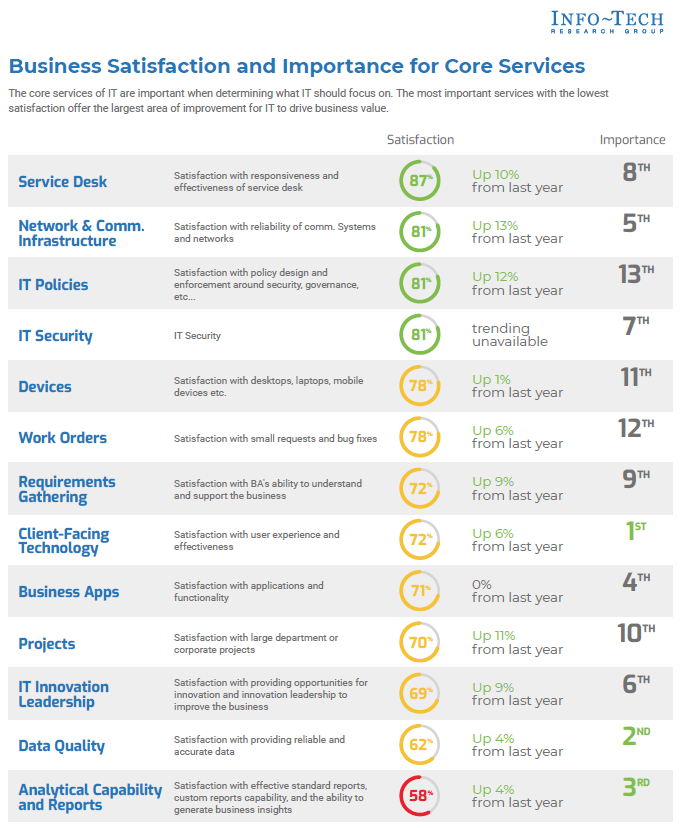 INFO~TECH
RESEARCH GROUP
Business Satisfaction and Importance for Core Services
The core services of IT are important when determining what IT should focus on. The most important services with the lowest
satisfaction offer the largest area of improvement for IT to drive business value.
Satisfaction Importance
Service Desk
Satisfaction with responsiveness and
effectiveness of service desk
87%
Up 10%
from last year
8TH
Network & Comm.
Infrastructure
Satisfaction with reliability of comm. Systems
and networks
81%
Up 13%
from last year
5TH
IT Policies
Satisfaction with policy design and
enforcement around security, governance,
etc...
81%
Up 12%
from last year
13TH
IT Security
IT Security
81%
trending
unavailable
7TH
Devices
Satisfaction with desktops, laptops, mobile
devices etc.
78%
Up 1%
from last year
11TH
Work Orders
Satisfaction with small requests and bug fixes
78%
Up 6%
from last year
12TH
Requirements
Gathering
Satisfaction with BA's ability to understand
and support the business
72%
Up 9%
from last year
9TH
Client-Facing
Technology
Satisfaction with user experience and
effectiveness
72%
Up 6%
from last year
1ST
Business Apps
Satisfaction with applications and
functionality
71%
0%
from last year
4TH
Projects
Satisfaction with large department or
corporate projects
70%
Up 11%
from last year
10TH
IT Innovation
Leadership
Satisfaction with providing opportunities for
innovation and innovation leadership to
improve the business
69%
Up 9%
from last year
6TH
Data Quality
Satisfaction with providing reliable and
accurate data
62%
Up 4%
from last year
2ND
Analytical Capability
and Reports
Satisfaction with effective standard reports,
custom reports capability, and the ability to
generate business insights
58%
Up 4%
from last year
3RD